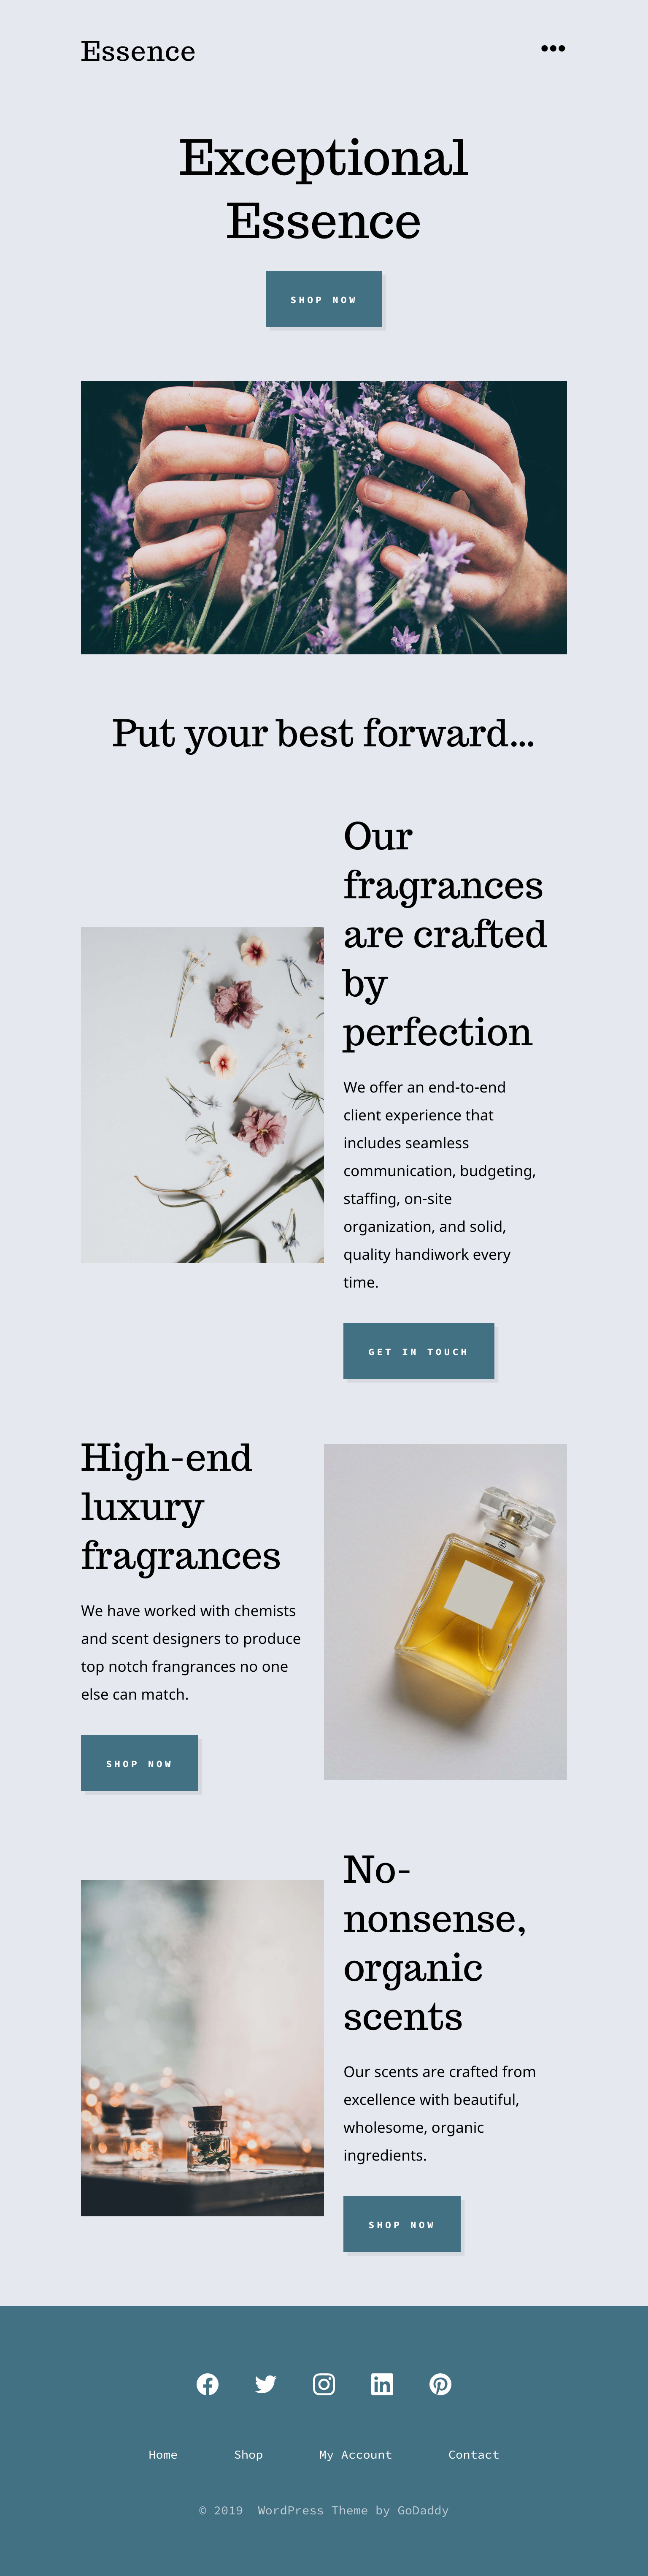 Essence
Exceptional
Essence
SHOP NOW
Put your best forward...
Our
fragrances
are crafted
by
perfection
We offer an end-to-end
client experience that
includes seamless
communication, budgeting,
staffing, on-site
organization, and solid,
quality handiwork every
time.
GET IN TOUCH
High-end
luxury
fragrances
We have worked with chemists
and scent designers to produce
top notch frangrances no one
else can match.
SHOP NOW
No-
nonsense,
organic
scents
Our scents are crafted from
excellence with beautiful,
wholesome, organic
ingredients.
SHOP NOW
Home Shop My Account Contact
© 2019 WordPress Theme by GoDaddy